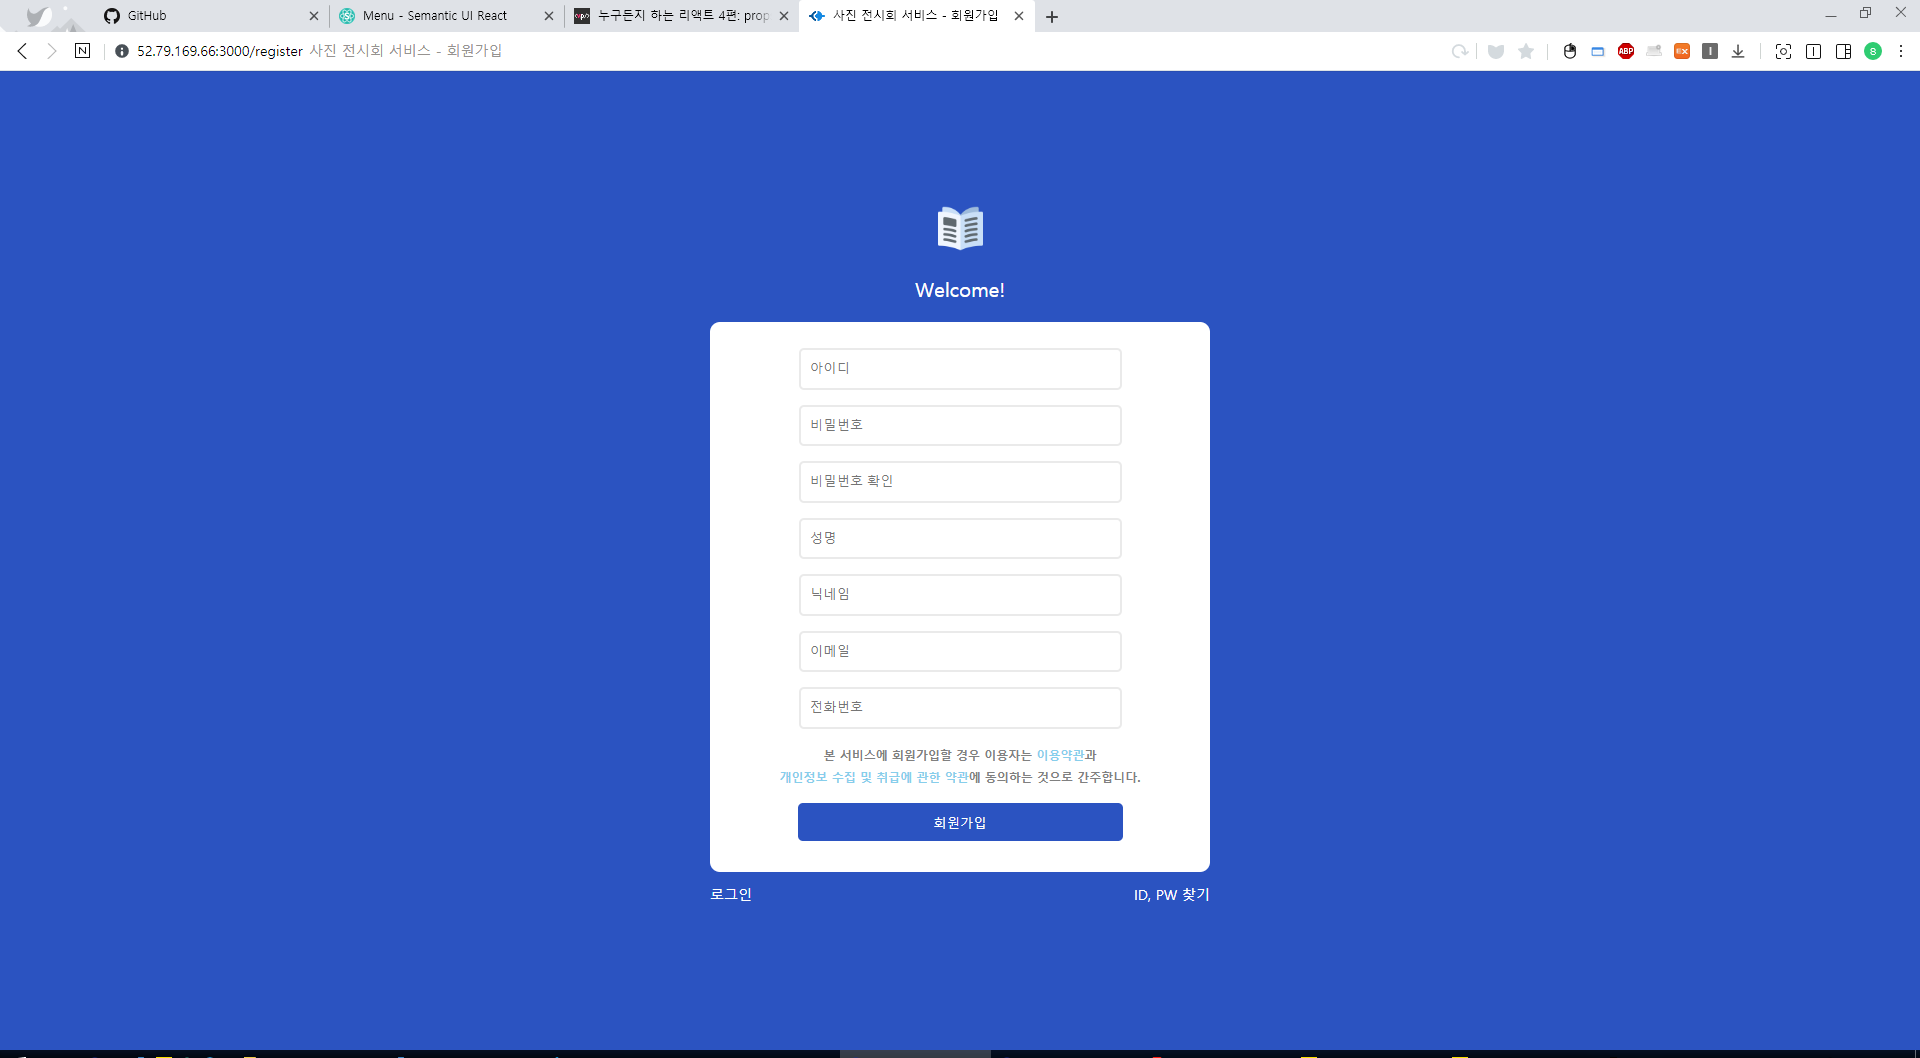 GitHub
Menu - Semantic UI React
누구든지 하는 리액트 4편: prop
사진 전시회 서비스 - 회원가입
N
52.79.169.66:3000/register 사진 전시회 서비스 - 회원가입
ABP
8
Welcome!
아이디
비밀번호
비밀번호 확인
성명
닉네임
이메일
전화번호
본 서비스에 회원가입할 경우 이용자는 이용약관과
개인정보 수집 및 취급에 관한 약관에 동의하는 것으로 간주합니다.
회원가입
로그인
ID, PW 찾기